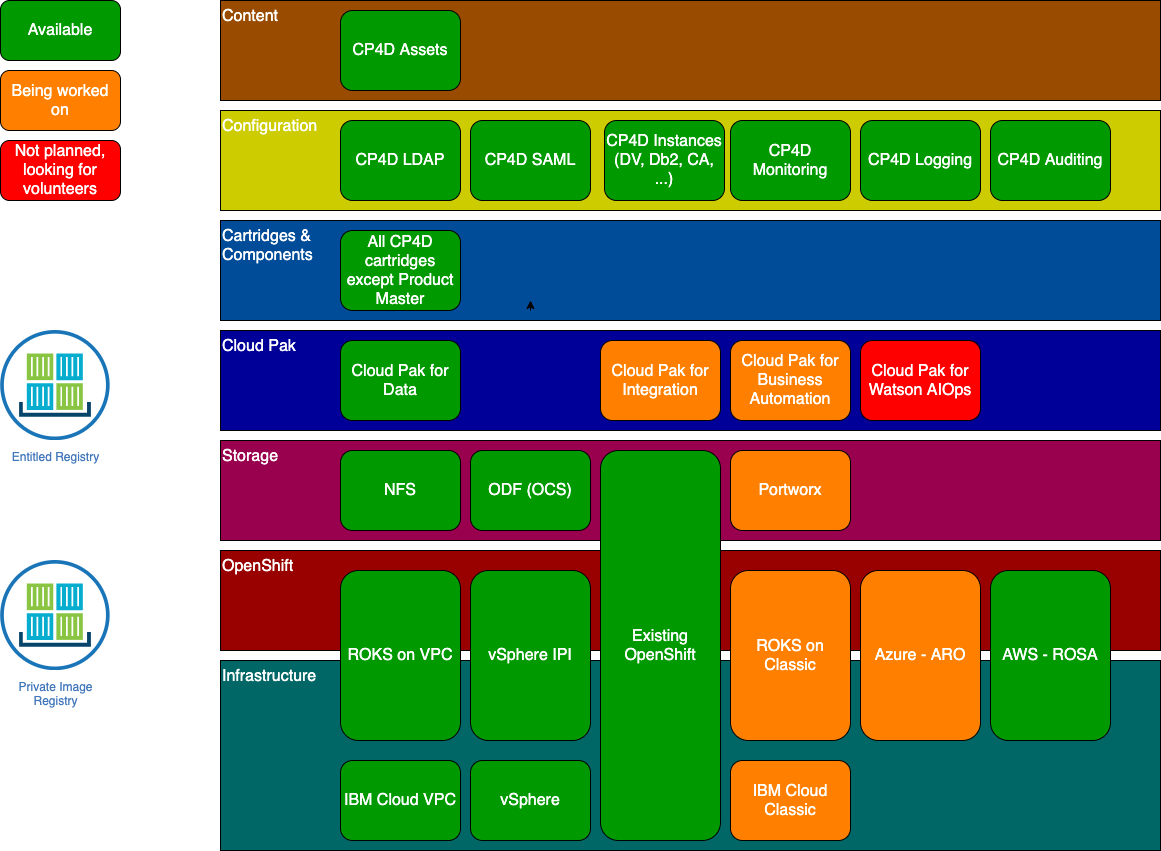 Available
Being worked
on
Not planned,
looking for
volunteers
Content
CP4D Assets
Configuration
CP4D LDAP
CP4D SAML
CP4D Instances
(DV, Db2, CA,
...)
CP4D
Monitoring
CP4D Logging
CP4D Auditing
Cartridges &
Components
All CP4D
cartridges
except Product
Master
Cloud Pak
Cloud Pak for
Data
Cloud Pak for
Integration
Cloud Pak for
Business
Automation
Cloud Pak for
Watson AIOps
Entitled Registry
Storage
NFS
ODF (OCS)
Portworx
OpenShift
Existing
OpenShift
ROKS on VPC
vSphere IPI
ROKS on
Classic
Azure - ARO
AWS - ROSA
Private Image
Registry
Infrastructure
IBM Cloud VPC
vSphere
IBM Cloud
Classic